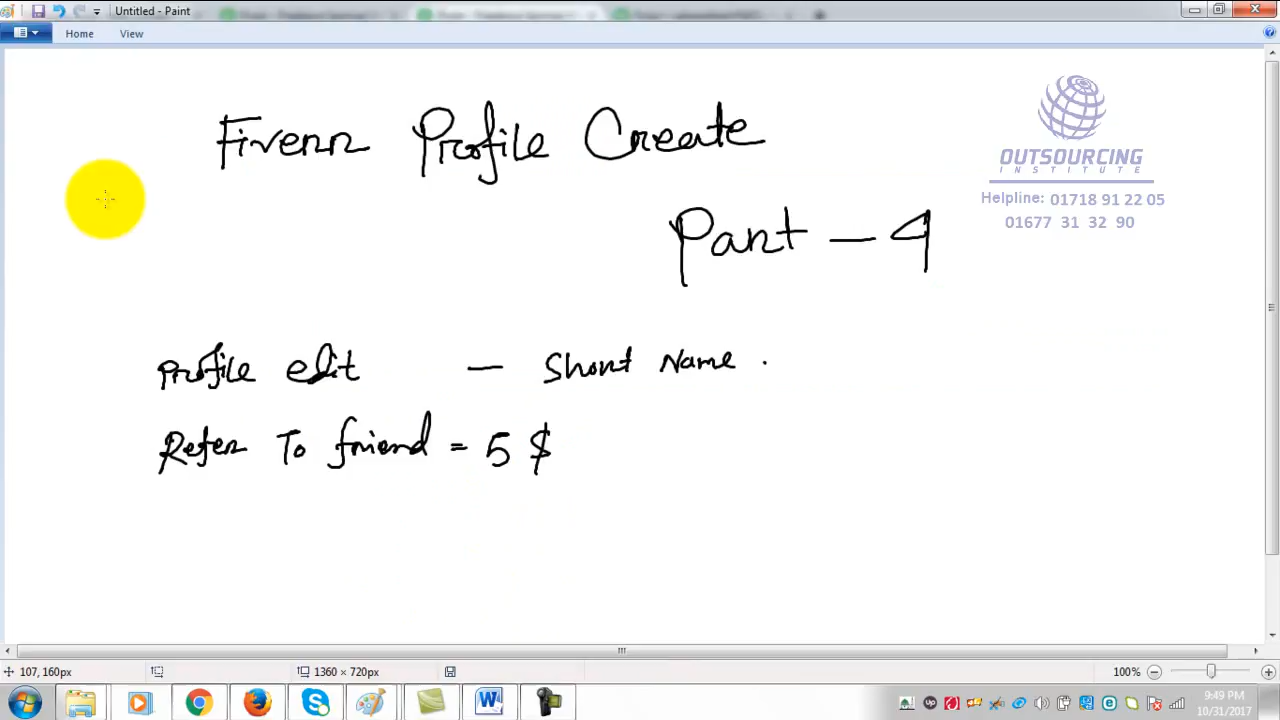 Untitled - Paint
Home View
OUTSOURCING
INSTITUTE
Helpline: 01718 91 22 05
01677 31 32 90
Fiverr Profile Create
Part - 4
Profile edit - Short Name .
Refer To friend = 5 $
107, 160px
1360 × 720px
100%
9:49 PM
10/31/2017